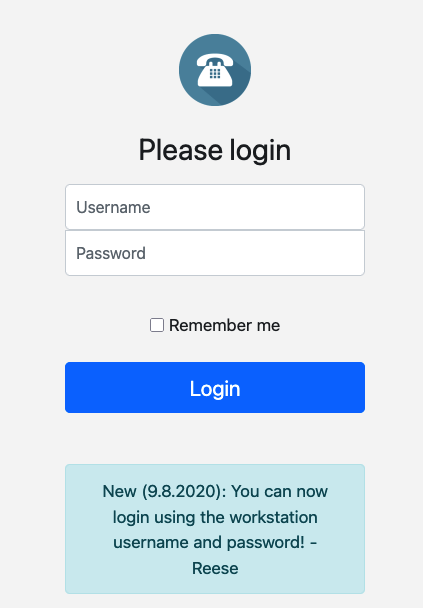 Please login
Username
Password
Remember me
Login
New (9.8.2020): You can now
login using the workstation
username and password! -
Reese